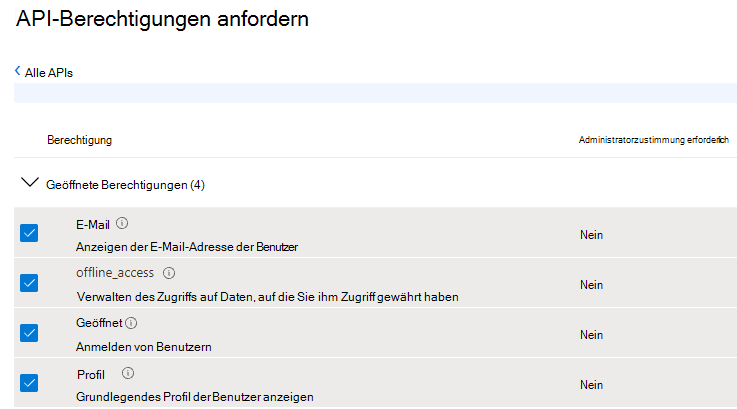 API-Berechtigungen anfordern
Alle APIs
Berechtigung Administratorzustimmung erforderlich
Geöffnete Berechtigungen (4)
E-Mail
Anzeigen der E-Mail-Adresse der Benutzer Nein
offline_access
Verwalten des Zugriffs auf Daten, auf die Sie ihm Zugriff gewährt haben Nein
Geöffnet
Anmelden von Benutzern Nein
Profil
Grundlegendes Profil der Benutzer anzeigen Nein